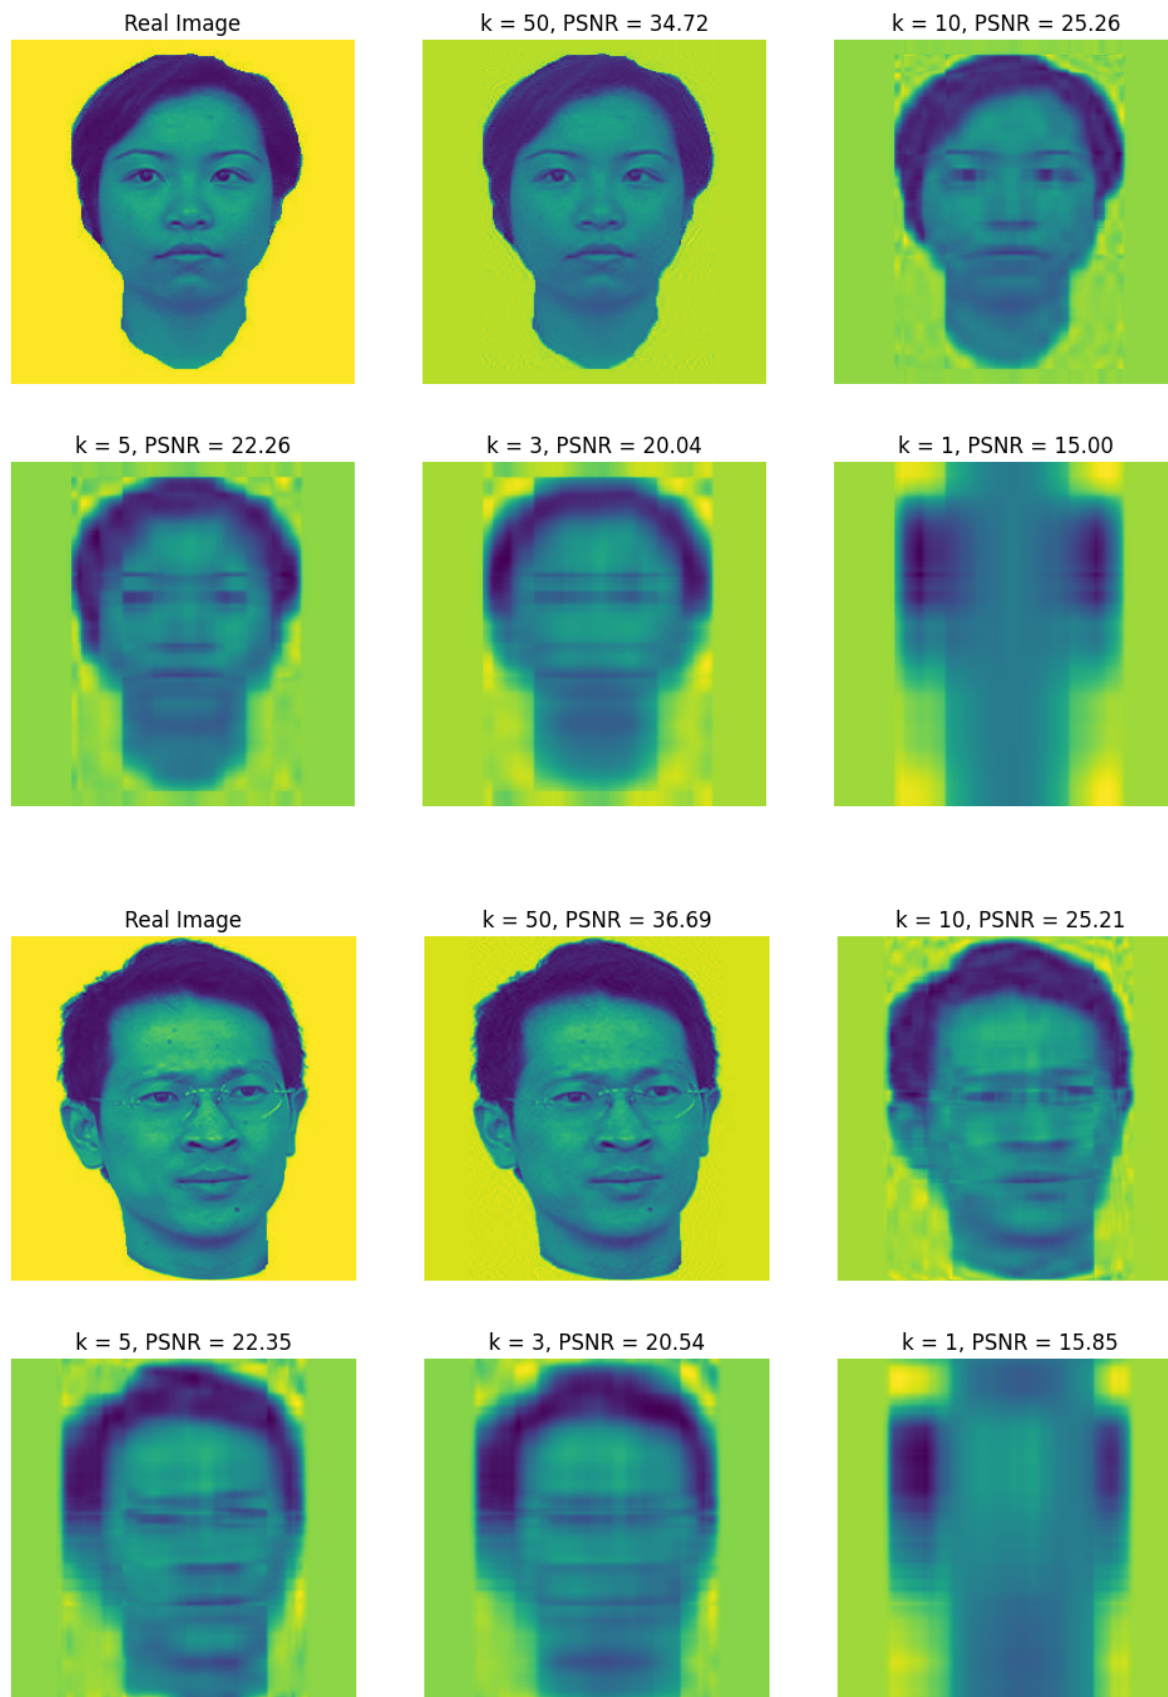 Real Image
k = 50, PSNR = 34.72
k = 10, PSNR = 25.26
k = 5, PSNR = 22.26
k = 3, PSNR = 20.04
k = 1, PSNR = 15.00
Real Image
k = 50, PSNR = 36.69
k = 10, PSNR = 25.21
k = 5, PSNR = 22.35
k = 3, PSNR = 20.54
k = 1, PSNR = 15.85